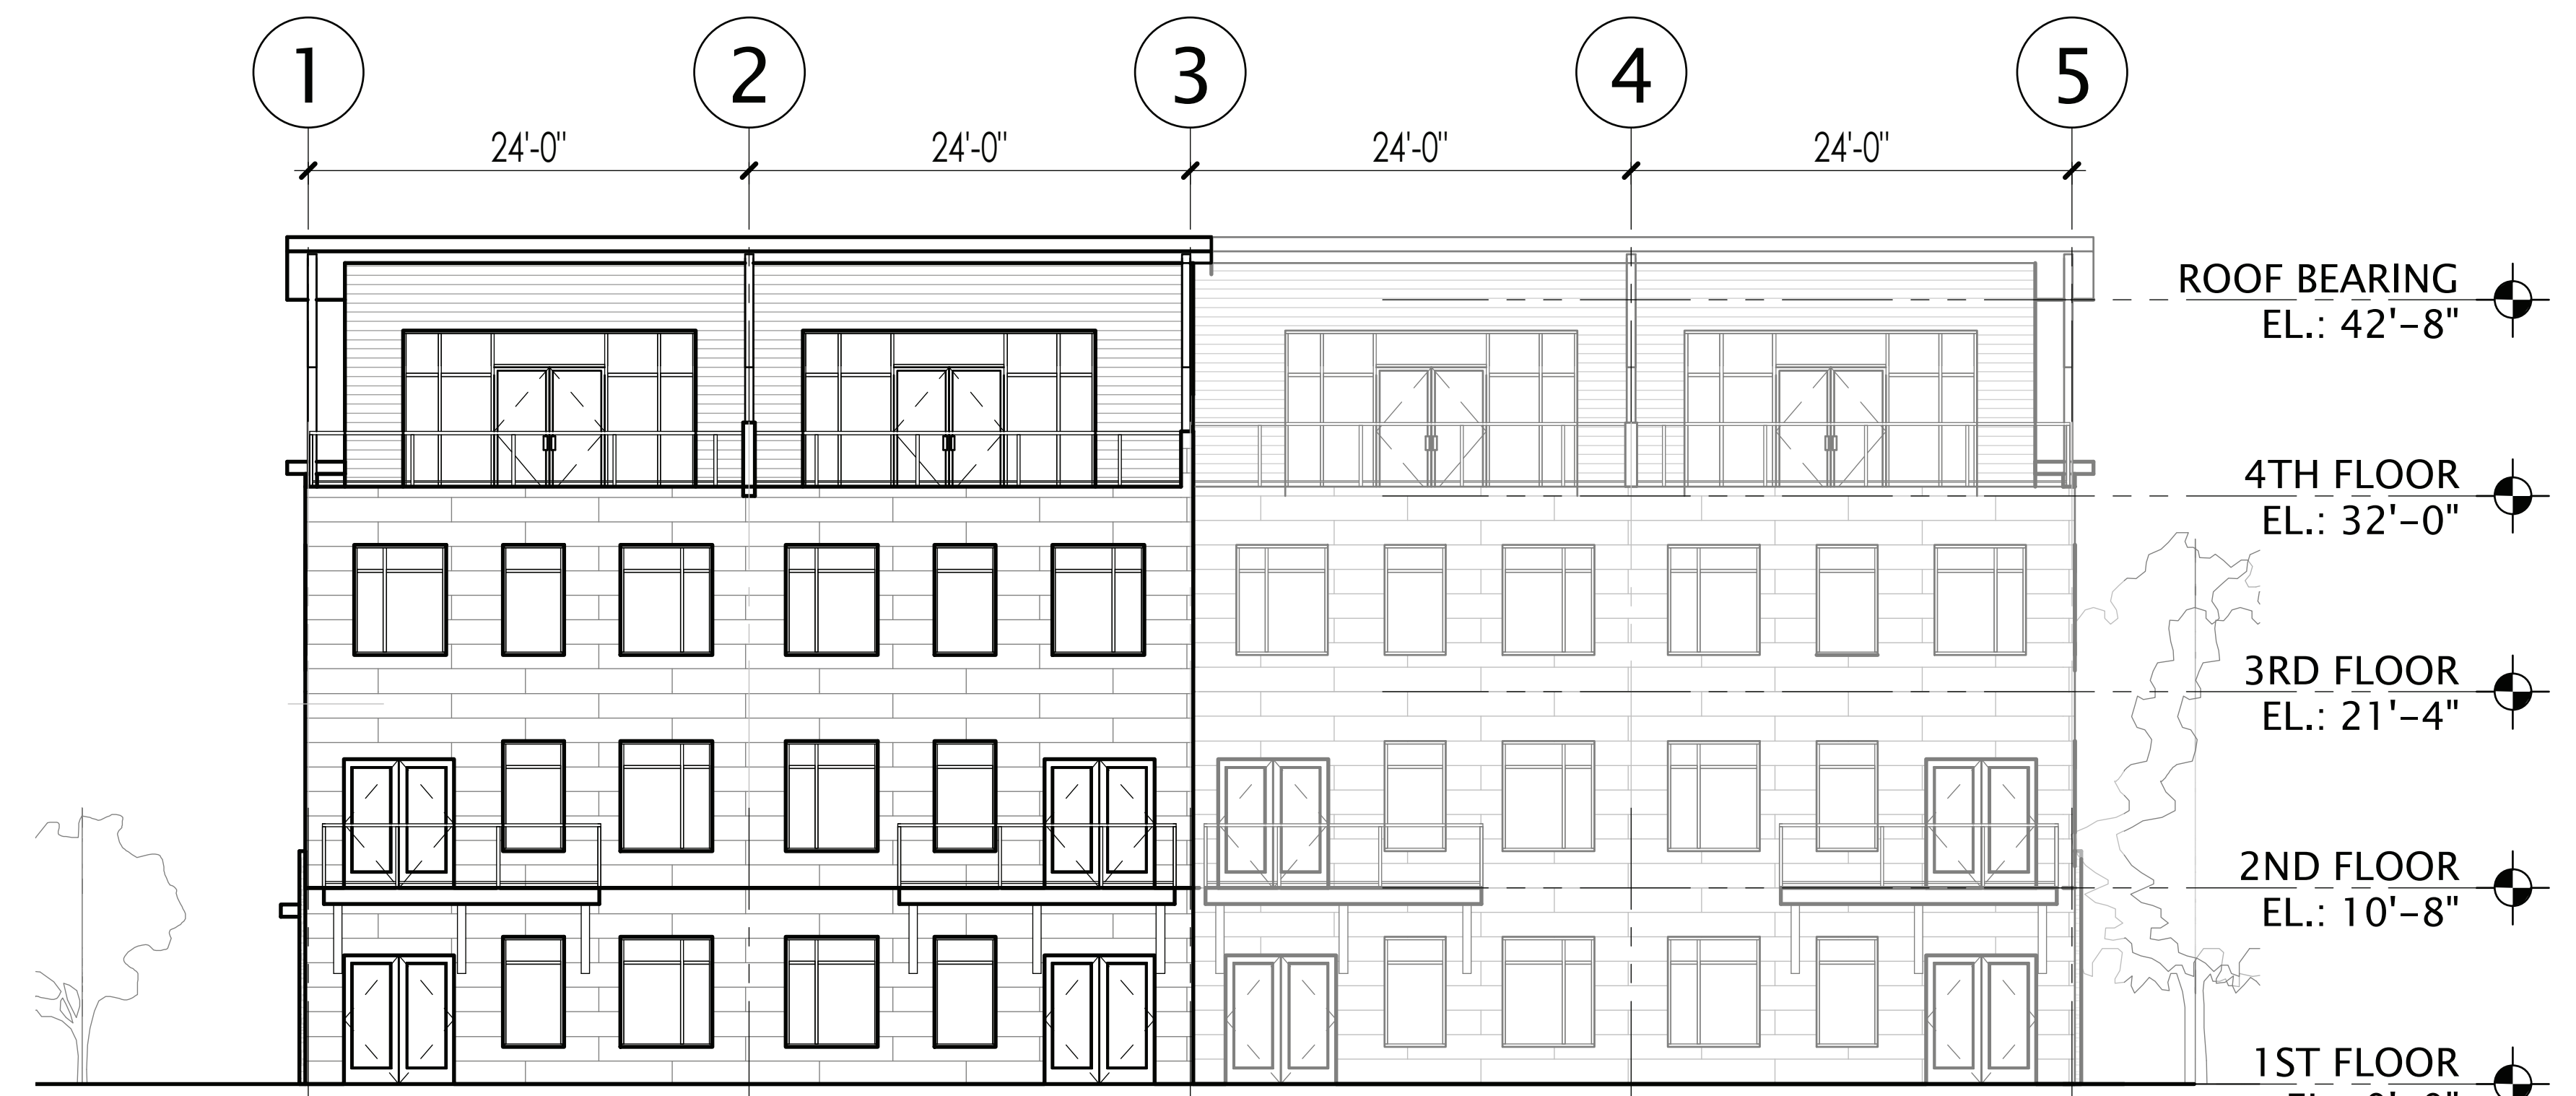 1 2 3 4 5
24'-0" 24'-0" 24'-0" 24'-0"
ROOF BEARING
EL.: 42'-8"
4TH FLOOR
EL.: 32'-0"
3RD FLOOR
EL.: 21'-4"
2ND FLOOR
EL.: 10'-8"
1ST FLOOR